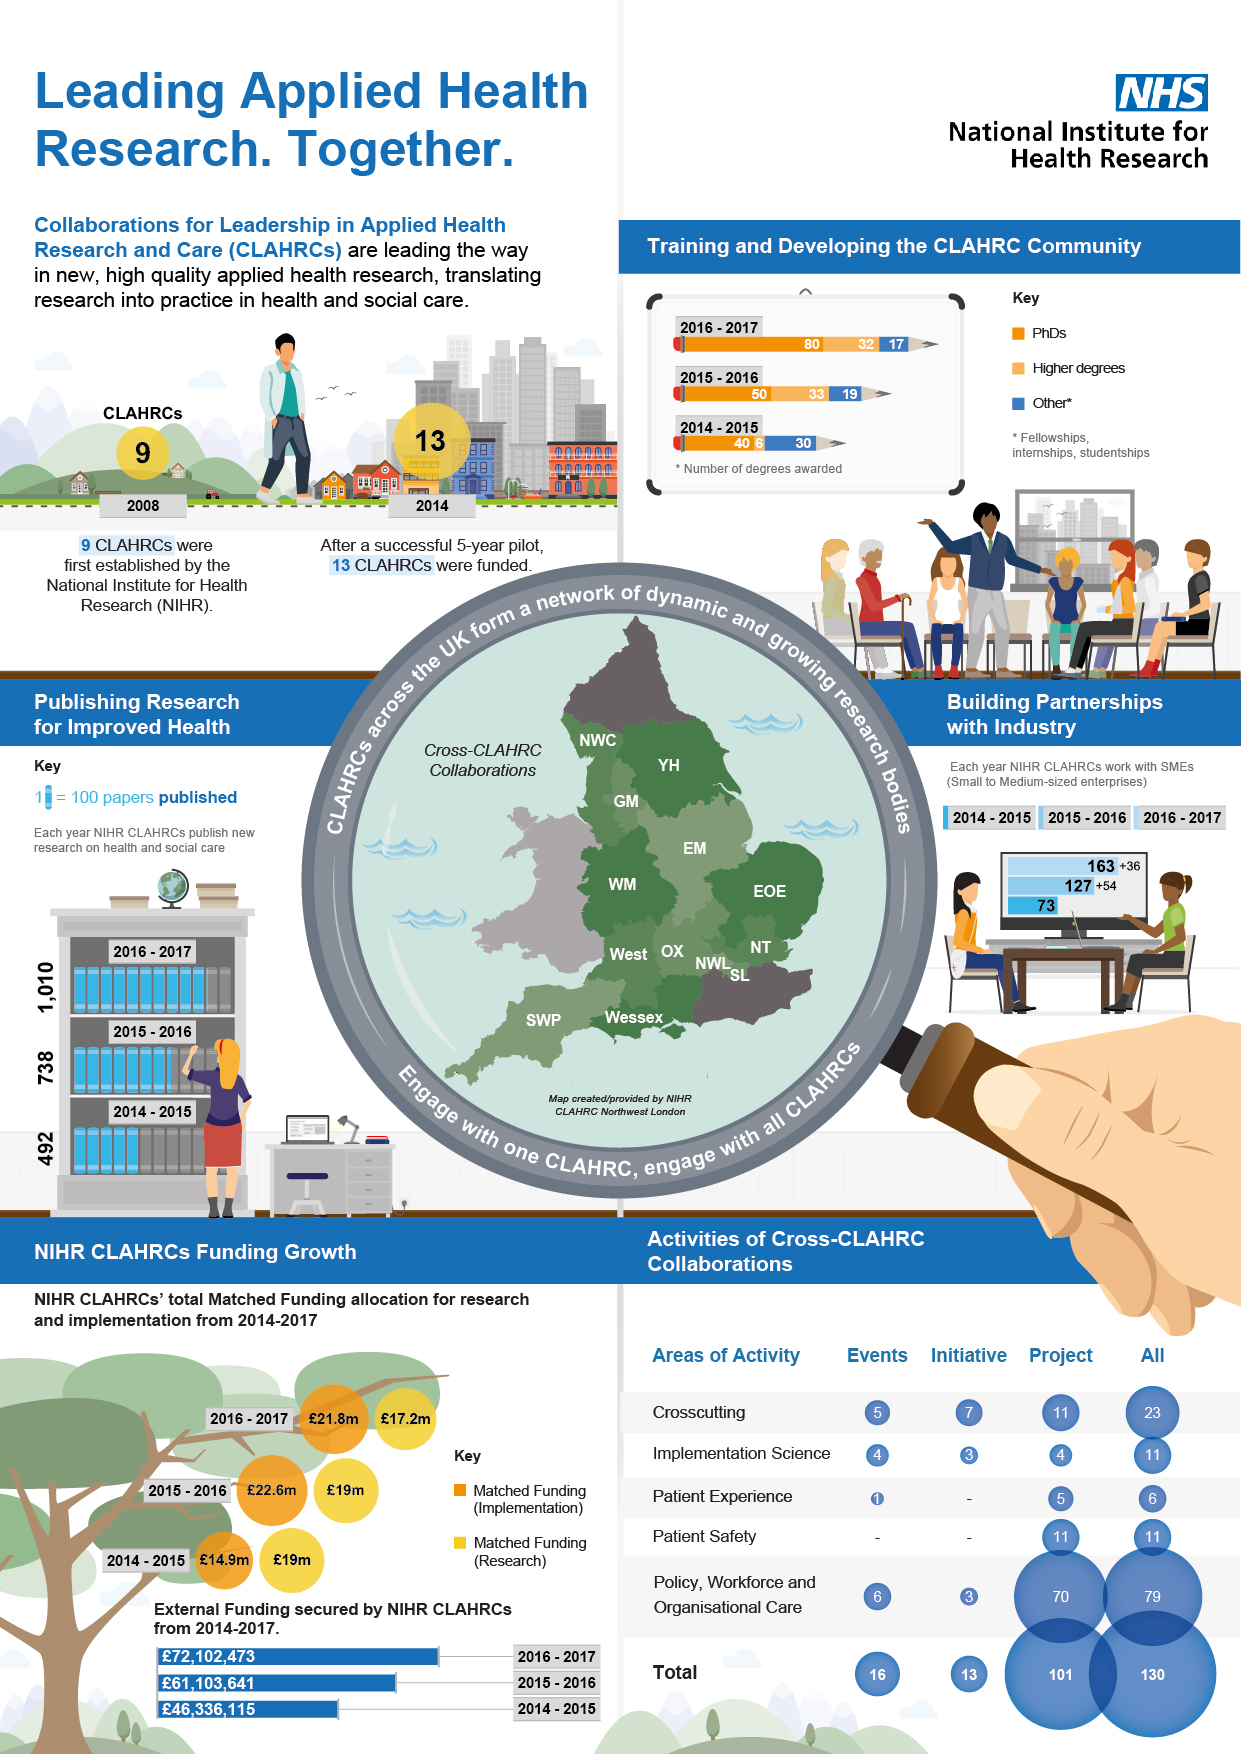 Leading Applied Health
Research. Together.
NHS
National Institute for
Health Research
Collaborations for Leadership in Applied Health
Research and Care (CLAHRCs) are leading the way
in new, high quality applied health research, translating
research into practice in health and social care.
CLAHRCs
9
13
2008
2014
9 CLAHRCs were
first established by the
National Institute for Health
Research (NIHR).
After a successful 5-year pilot,
13 CLAHRCs were funded.
Training and Developing the CLAHRC Community
2016 - 2017
80 32 17
2015 - 2016
50 33 19
2014 - 2015
40 6 30
* Number of degrees awarded
Key
PhDs
Higher degrees
Other*
* Fellowships,
internships, studentships
CLAHRCs across the UK form a network of dynamic and growing research bodies
Cross-CLAHRC
Collaborations
NWC
YH
GM
EM
WM
EOE
West
OX
NWL
NT
SL
SWP
Wessex
Map created/provided by NIHR
CLAHRC Northwest London
Engage with one CLAHRC, engage with all CLAHRCs
Publishing Research
for Improved Health
Key
1 = 100 papers published
Each year NIHR CLAHRCs publish new
research on health and social care
2016 - 2017
1,010
2015 - 2016
738
2014 - 2015
492
Building Partnerships
with Industry
Each year NIHR CLAHRCs work with SMEs
(Small to Medium-sized enterprises)
2014 - 2015 2015 - 2016 2016 - 2017
163 +36
127 +54
73
NIHR CLAHRCs Funding Growth
NIHR CLAHRCs' total Matched Funding allocation for research
and implementation from 2014-2017
2016 - 2017 £21.8m £17.2m
2015 - 2016 £22.6m £19m
2014 - 2015 £14.9m £19m
Key
Matched Funding
(Implementation)
Matched Funding
(Research)
External Funding secured by NIHR CLAHRCs
from 2014-2017.
£72,102,473 2016 - 2017
£61,103,641 2015 - 2016
£46,336,115 2014 - 2015
Activities of Cross-CLAHRC
Collaborations
Areas of Activity Events Initiative Project All
Crosscutting 5 7 11 23
Implementation Science 4 3 4 11
Patient Experience 1 - 5 6
Patient Safety - - 11 11
Policy, Workforce and
Organisational Care 6 3 70 79
Total 16 13 101 130